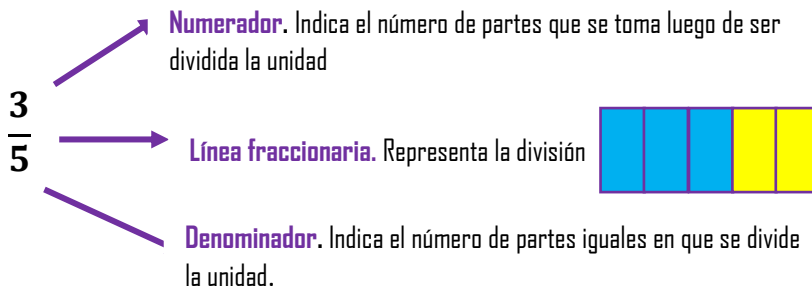 Numerador. Indica el número de partes que se toma luego de ser
dividida la unidad
3
5
Línea fraccionaria. Representa la división
Denominador. Indica el número de partes iguales en que se divide
la unidad.